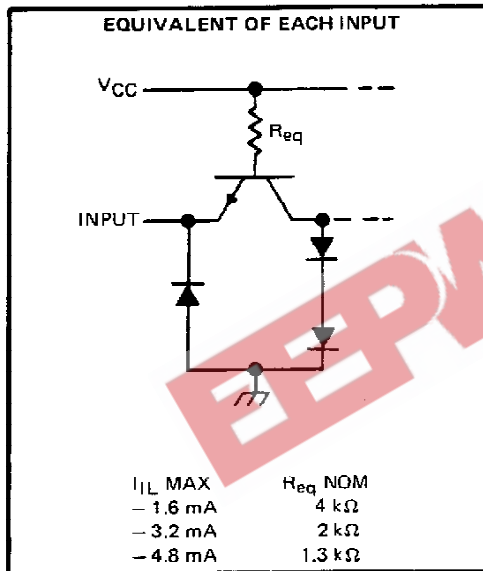 EQUIVALENT OF EACH INPUT
VCC
Req
INPUT
EEPW
IIL MAX Req NOM
– 1.6 mA 4 kΩ
– 3.2 mA 2 kΩ
– 4.8 mA 1.3 kΩ